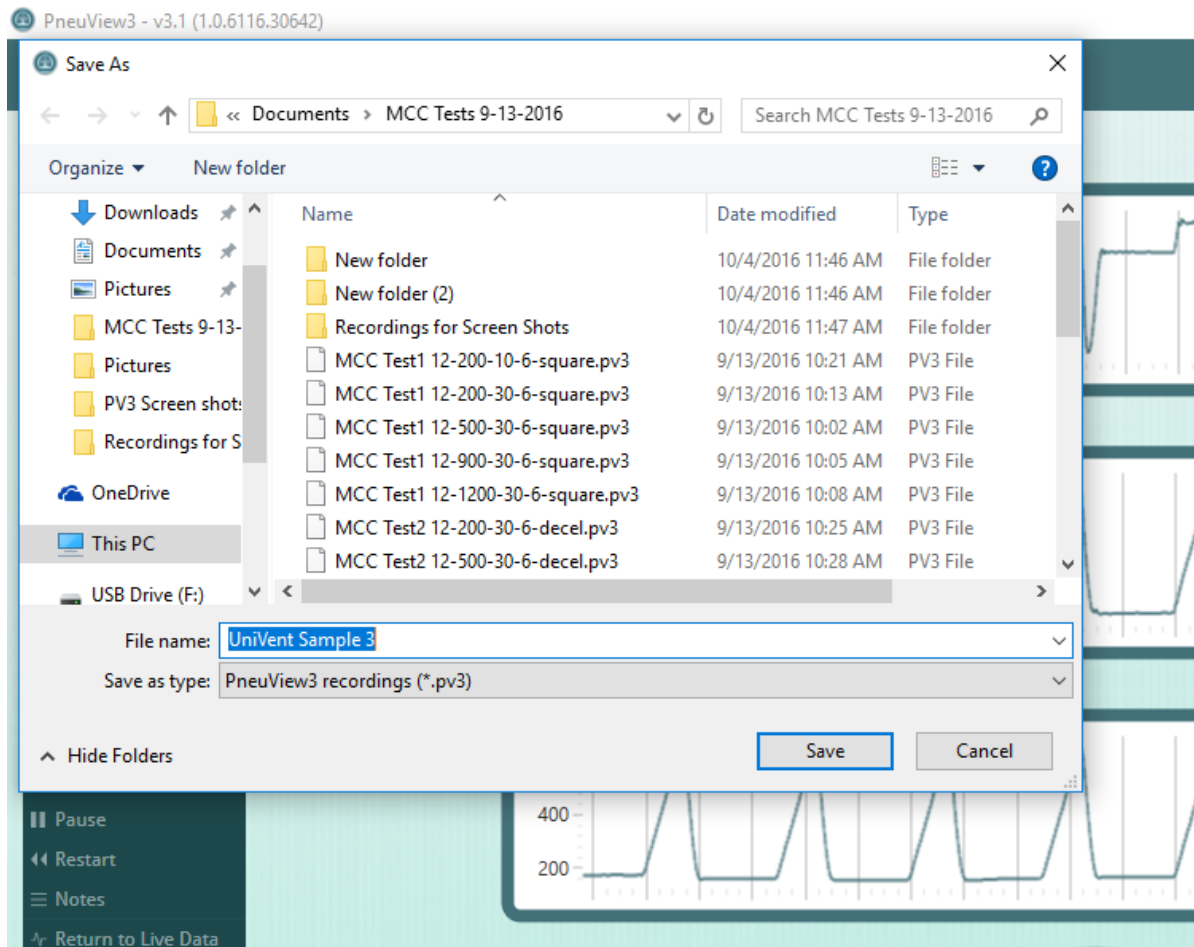 PneuView3 - v3.1 (1.0.6116.30642)
Save As
« Documents > MCC Tests 9-13-2016
Search MCC Tests 9-13-2016
Organize
New folder
?
Downloads
Documents
Pictures
MCC Tests 9-13-
Pictures
PV3 Screen shot
Recordings for S
OneDrive
This PC
USB Drive (F:)
Name Date modified Type
New folder 10/4/2016 11:46 AM File folder
New folder (2) 10/4/2016 11:46 AM File folder
Recordings for Screen Shots 10/4/2016 11:47 AM File folder
MCC Test1 12-200-10-6-square.pv3 9/13/2016 10:21 AM PV3 File
MCC Test1 12-200-30-6-square.pv3 9/13/2016 10:13 AM PV3 File
MCC Test1 12-500-30-6-square.pv3 9/13/2016 10:02 AM PV3 File
MCC Test1 12-900-30-6-square.pv3 9/13/2016 10:05 AM PV3 File
MCC Test1 12-1200-30-6-square.pv3 9/13/2016 10:08 AM PV3 File
MCC Test2 12-200-30-6-decel.pv3 9/13/2016 10:25 AM PV3 File
MCC Test2 12-500-30-6-decel.pv3 9/13/2016 10:28 AM PV3 File
File name: UniVent Sample 3
Save as type: PneuView3 recordings (*.pv3)
Hide Folders
Save
Cancel
Pause
Restart
Notes
Return to Live Data
400
200